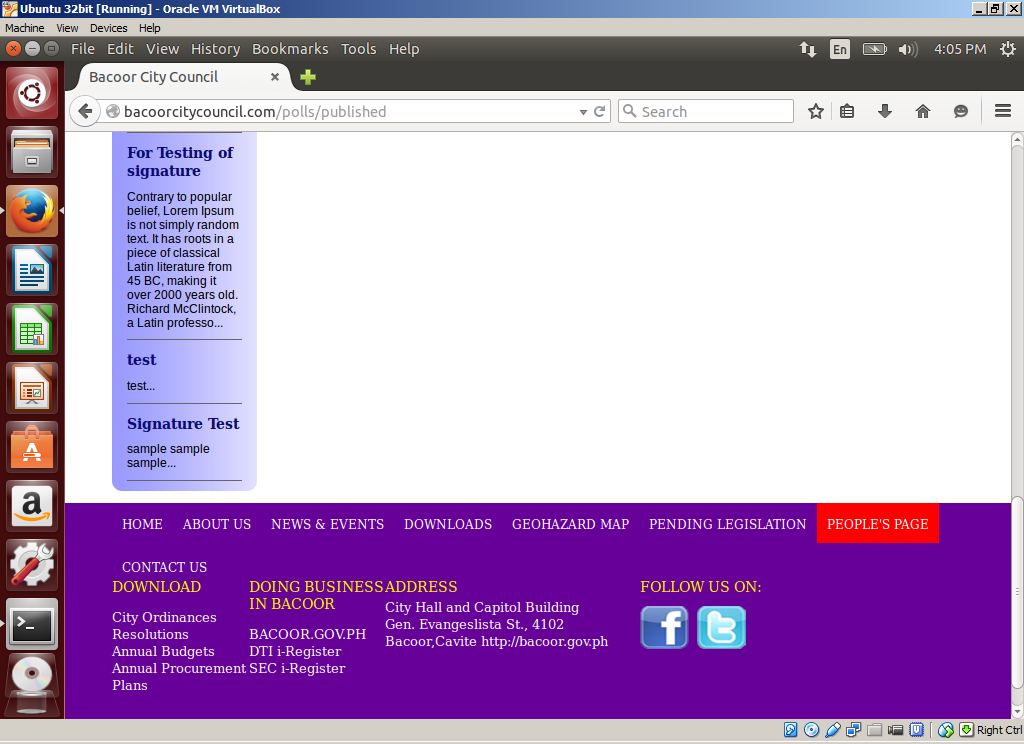 Ubuntu 32bit [Running] - Oracle VM VirtualBox
Machine View Devices Help
File Edit View History Bookmarks Tools Help
En
4:05 PM
Bacoor City Council
bacoorcitycouncil.com/polls/published
Search
For Testing of
signature
Contrary to popular
belief, Lorem Ipsum
is not simply random
text. It has roots in a
piece of classical
Latin literature from
45 BC, making it
over 2000 years old.
Richard McClintock,
a Latin professo...
test
test...
Signature Test
sample sample
sample...
HOME ABOUT US NEWS & EVENTS DOWNLOADS GEOHAZARD MAP PENDING LEGISLATION PEOPLE'S PAGE
CONTACT US
DOWNLOAD
City Ordinances
Resolutions
Annual Budgets
Annual Procurement
Plans
DOING BUSINESS
IN BACOOR
BACOOR.GOV.PH
DTI i-Register
SEC i-Register
ADDRESS
City Hall and Capitol Building
Gen. Evangeslista St., 4102
Bacoor,Cavite http://bacoor.gov.ph
FOLLOW US ON:
Right Ctrl